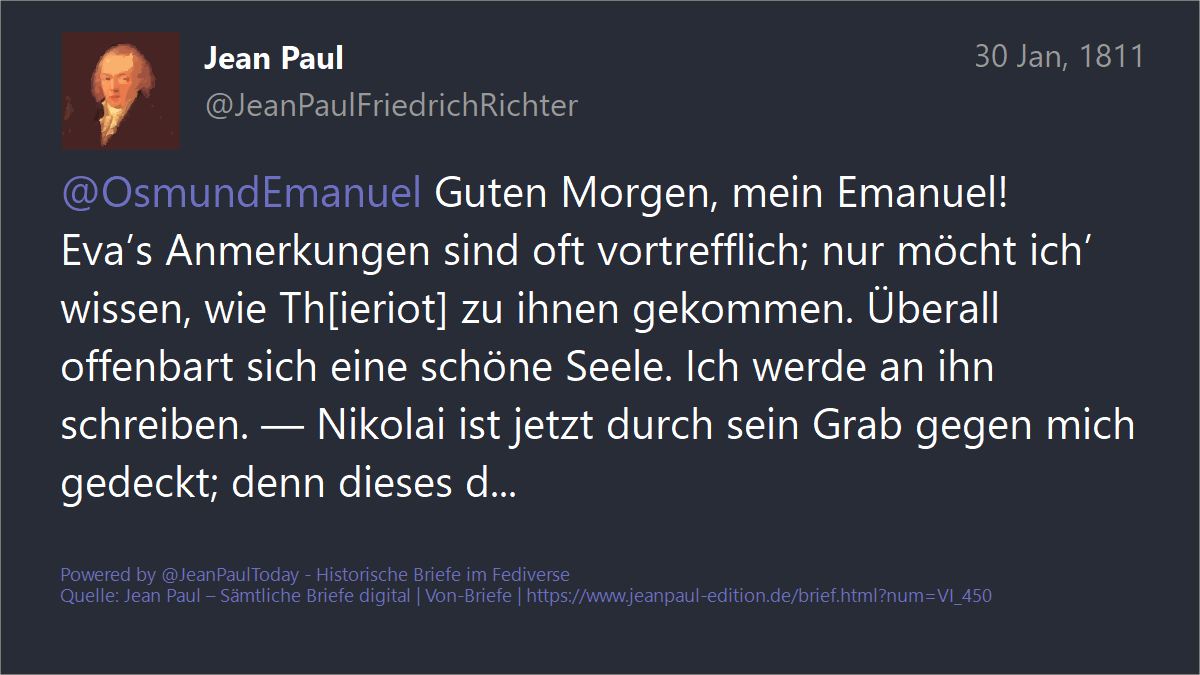 Jean Paul
30 Jan, 1811
@JeanPaulFriedrichRichter
@OsmundEmanuel Guten Morgen, mein Emanuel!
Eva’s Anmerkungen sind oft vortrefflich; nur möcht ich’
wissen, wie Th[ieriot] zu ihnen gekommen. Überall
offenbart sich eine schöne Seele. Ich werde an ihn
schreiben. — Nikolai ist jetzt durch sein Grab gegen mich
gedeckt; denn dieses d...
Powered by @JeanPaulToday - Historische Briefe im Fediverse
Quelle: Jean Paul – Sämtliche Briefe digital | Von-Briefe | https://www.jeanpaul-edition.de/brief.html?num=VI_450